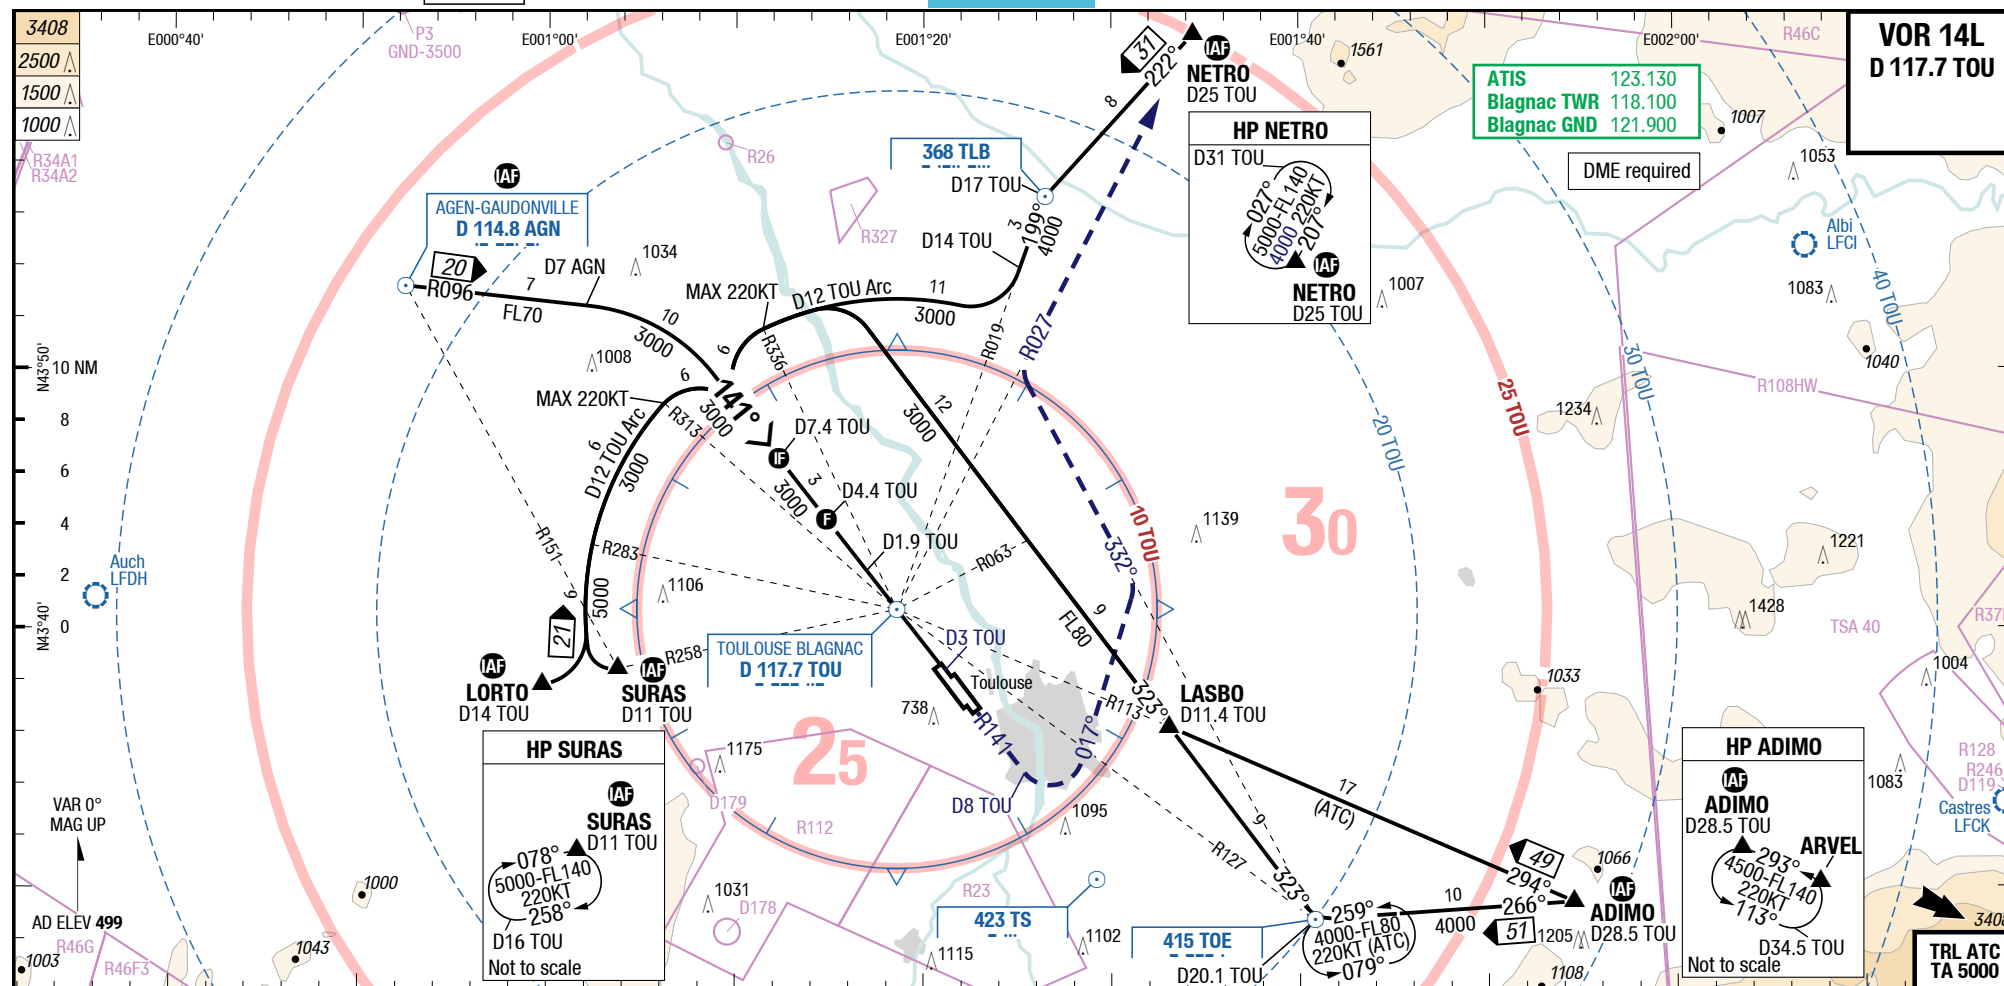 3408
2500
1500
1000
E000°40'
E001°00'
E001°20'
E001°40'
E002°00'
P3
GND-3500
R34A1
R34A2
R46C
VOR 14L
D 117.7 TOU
ATIS 123.130
Blagnac TWR 118.100
Blagnac GND 121.900
DME required
31
222°
IAF
NETRO
D25 TOU
8
1561
1007
1053
HP NETRO
D31 TOU
027°
5000-FL140
4000 220KT
207°
IAF
NETRO
D25 TOU
1007
368 TLB
D17 TOU
3
199°
4000
D14 TOU
R26
R327
IAF
AGEN-GAUDONVILLE
D 114.8 AGN
20
R096
7
FL70
D7 AGN
1034
10
3000
1008
MAX 220KT
D12 TOU Arc
11
3000
6
R336
R019
R027
Albi
LFCI
1083
40 TOU
30 TOU
20 TOU
25 TOU
10 TOU
1040
R108HW
1234
N43°50'
10 NM
8
6
4
2
0
N43°40'
MAX 220KT
6
D12 TOU Arc
6
3000
R313
141°
3000
D7.4 TOU
IF
3
3000
D4.4 TOU
F
D1.9 TOU
12
3000
R063
332°
1139
30
1221
1428
TSA 40
R37
1004
Auch
LFDH
R151
R283
6
5000
1106
21
IAF
LORTO
D14 TOU
IAF
SURAS
D11 TOU
R258
TOULOUSE BLAGNAC
D 117.7 TOU
D3 TOU
Toulouse
738
R141
017°
D8 TOU
R113
9
FL80
323°
LASBO
D11.4 TOU
1033
25
1175
D179
R112
1095
R23
R127
9
323°
17
(ATC)
49
294°
1066
IAF
ADIMO
D28.5 TOU
10
266°
4000
51
1205
1108
HP SURAS
IAF
SURAS
D11 TOU
078°
5000-FL140
220KT
258°
D16 TOU
Not to scale
1031
D178
1115
423 TS
1102
415 TOE
D20.1 TOU
259°
4000-FL80
220KT (ATC)
079°
HP ADIMO
IAF
ADIMO
D28.5 TOU
ARVEL
293°
4500-FL140
220KT
113°
D34.5 TOU
Not to scale
1083
R128
R246
D119
Castres
LFCK
3408
TRL ATC
TA 5000
VAR 0°
MAG UP
AD ELEV 499
R46G
R46F3
1003
1043
1000